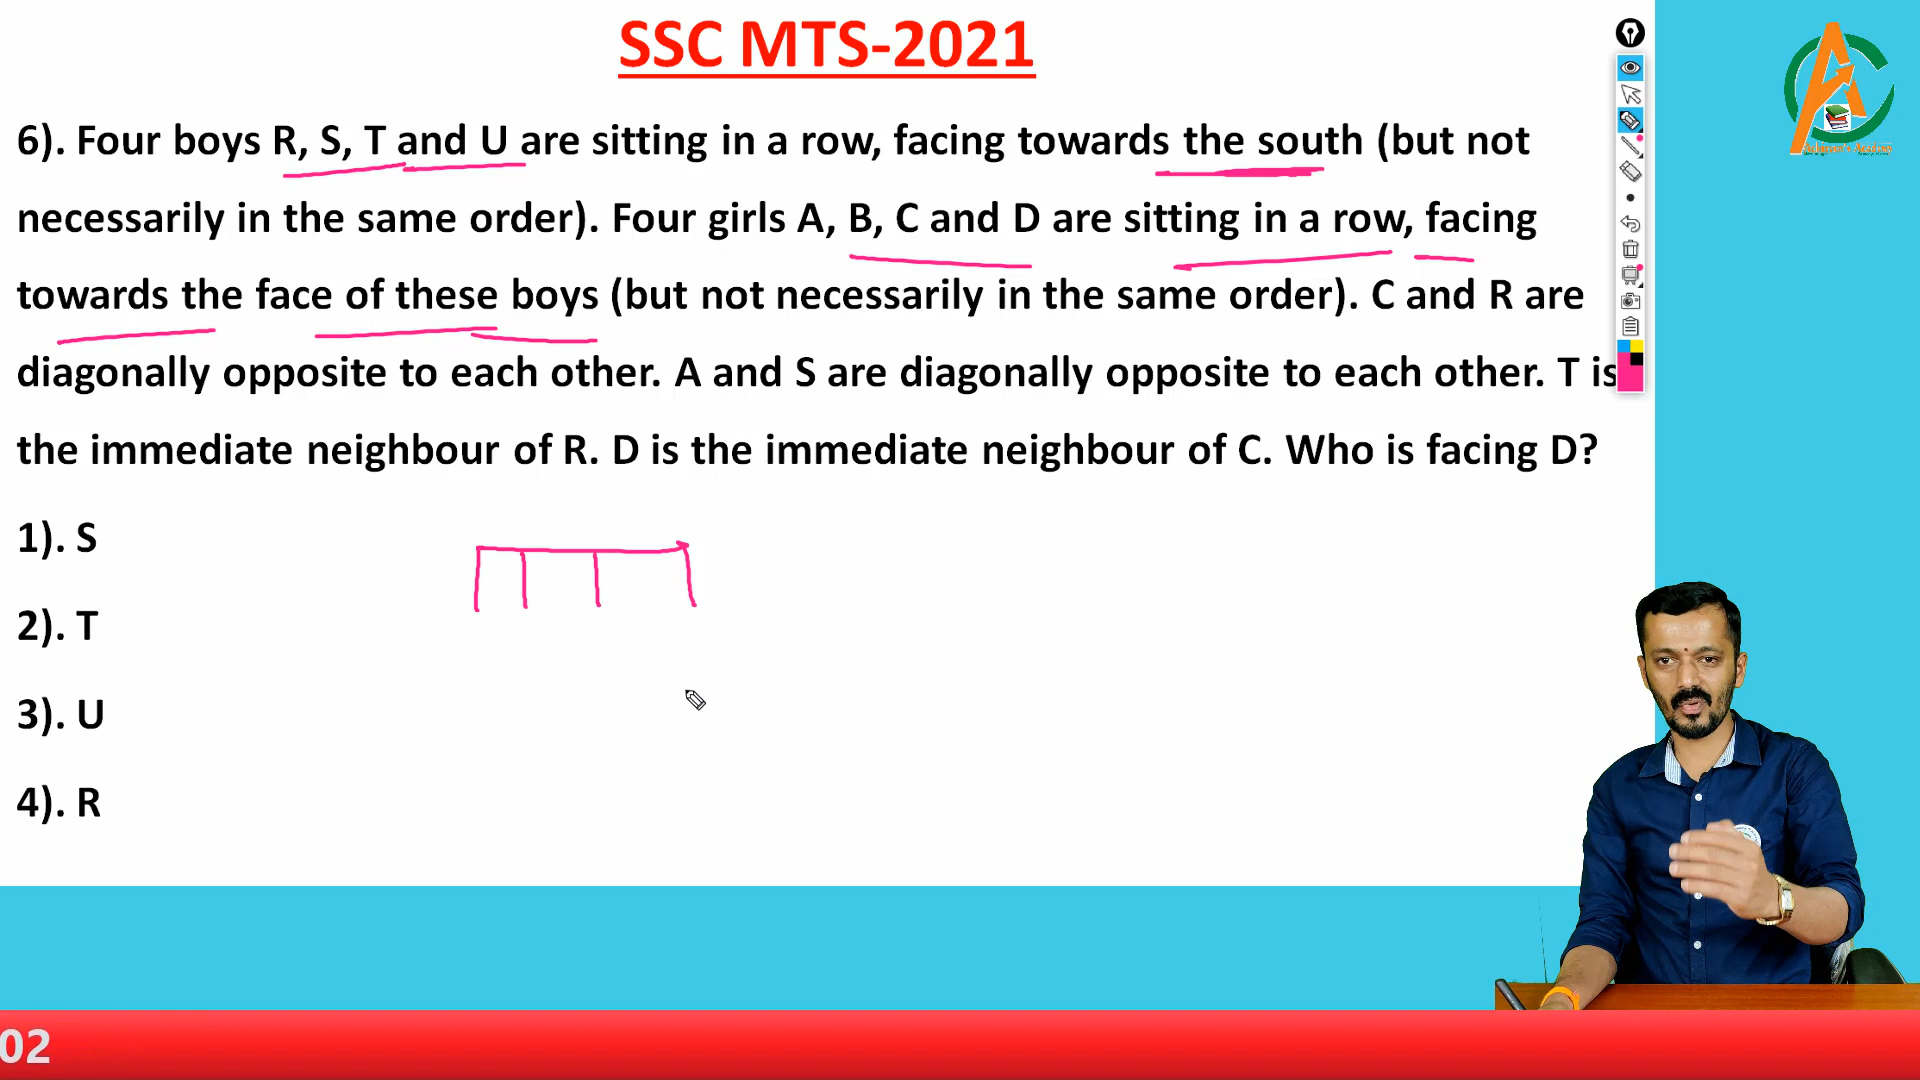 SSC MTS-2021
6). Four boys R, S, T and U are sitting in a row, facing towards the south (but not
necessarily in the same order). Four girls A, B, C and D are sitting in a row, facing
towards the face of these boys (but not necessarily in the same order). C and R are
diagonally opposite to each other. A and S are diagonally opposite to each other. T is
the immediate neighbour of R. D is the immediate neighbour of C. Who is facing D?
1). S
2). T
3). U
4). R
02